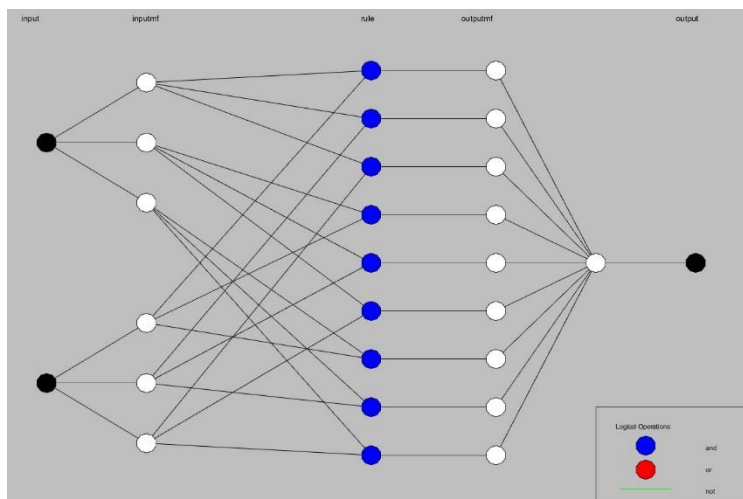 input inputmf rule outputmf output
Logical Operations
and
or
not